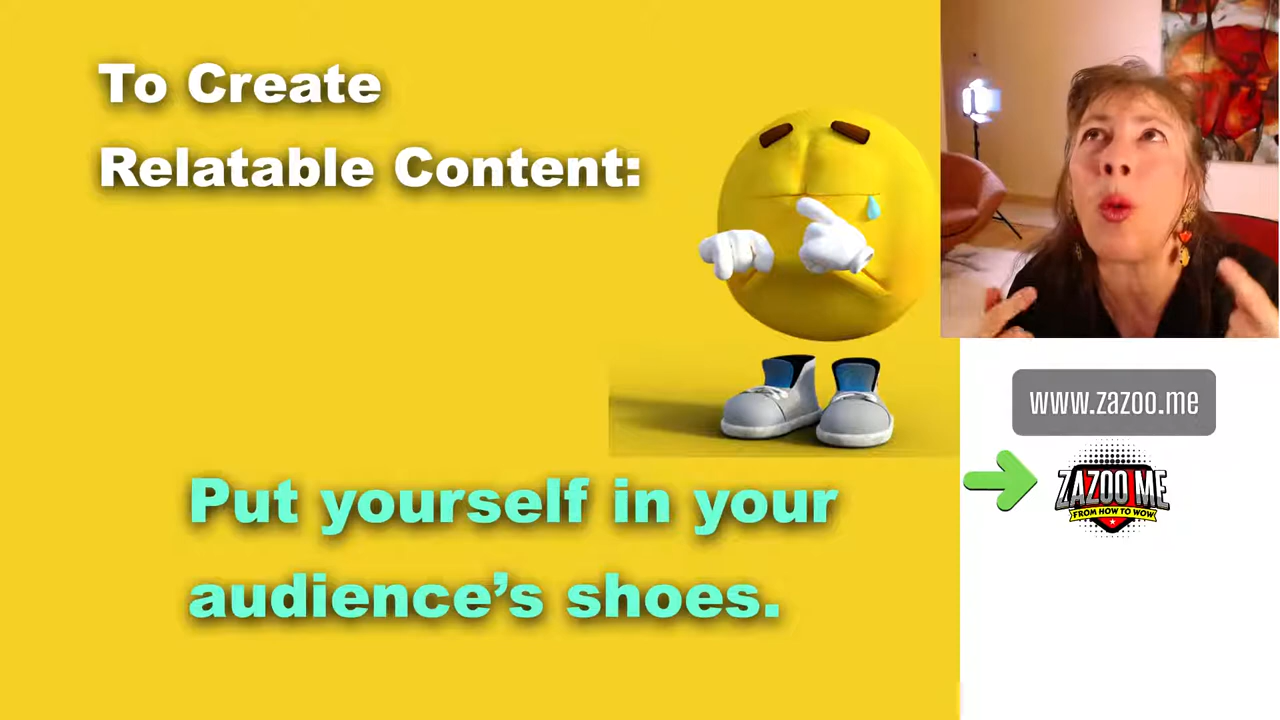 To Create
Relatable Content:
Put yourself in your
audience’s shoes.
www.zazoo.me
ZAZOO ME
FROM HOW TO WOW